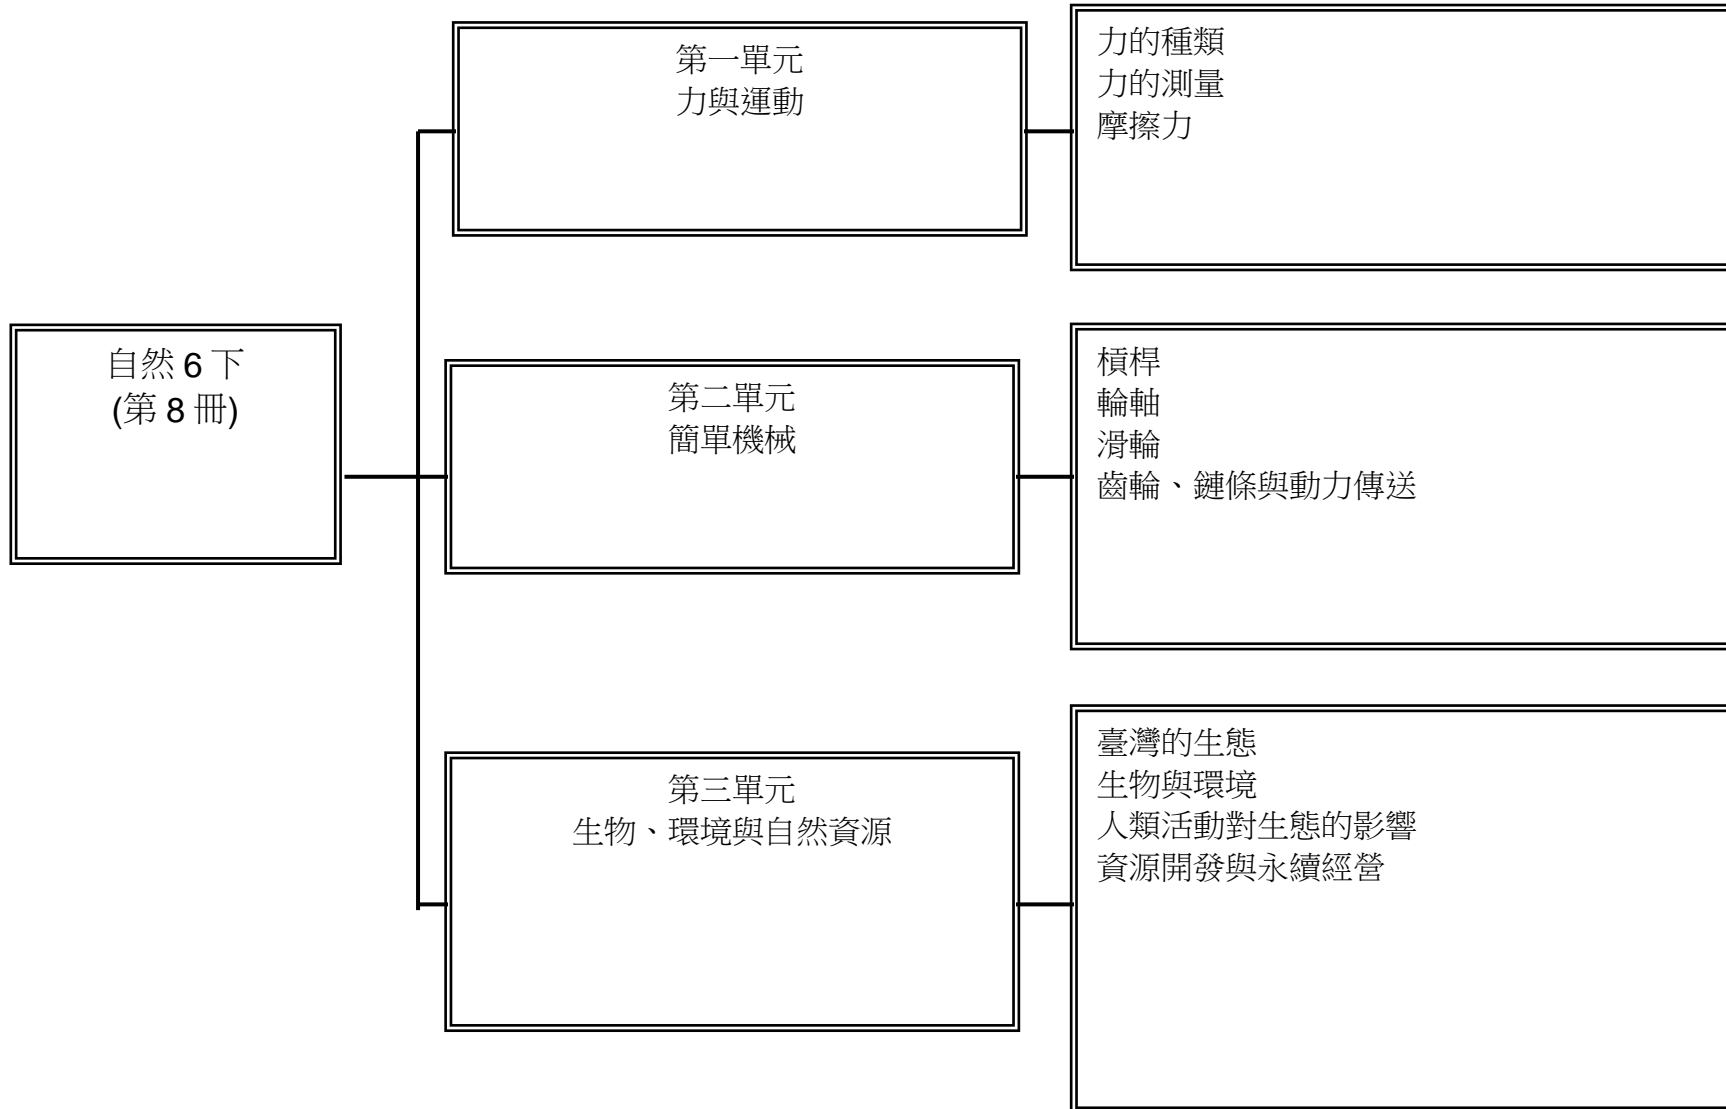 自然 6 下
(第 8 冊)
第一單元
力與運動
力的種類
力的測量
摩擦力
第二單元
簡單機械
槓桿
輪軸
滑輪
齒輪、鏈條與動力傳送
第三單元
生物、環境與自然資源
臺灣的生態
生物與環境
人類活動對生態的影響
資源開發與永續經營